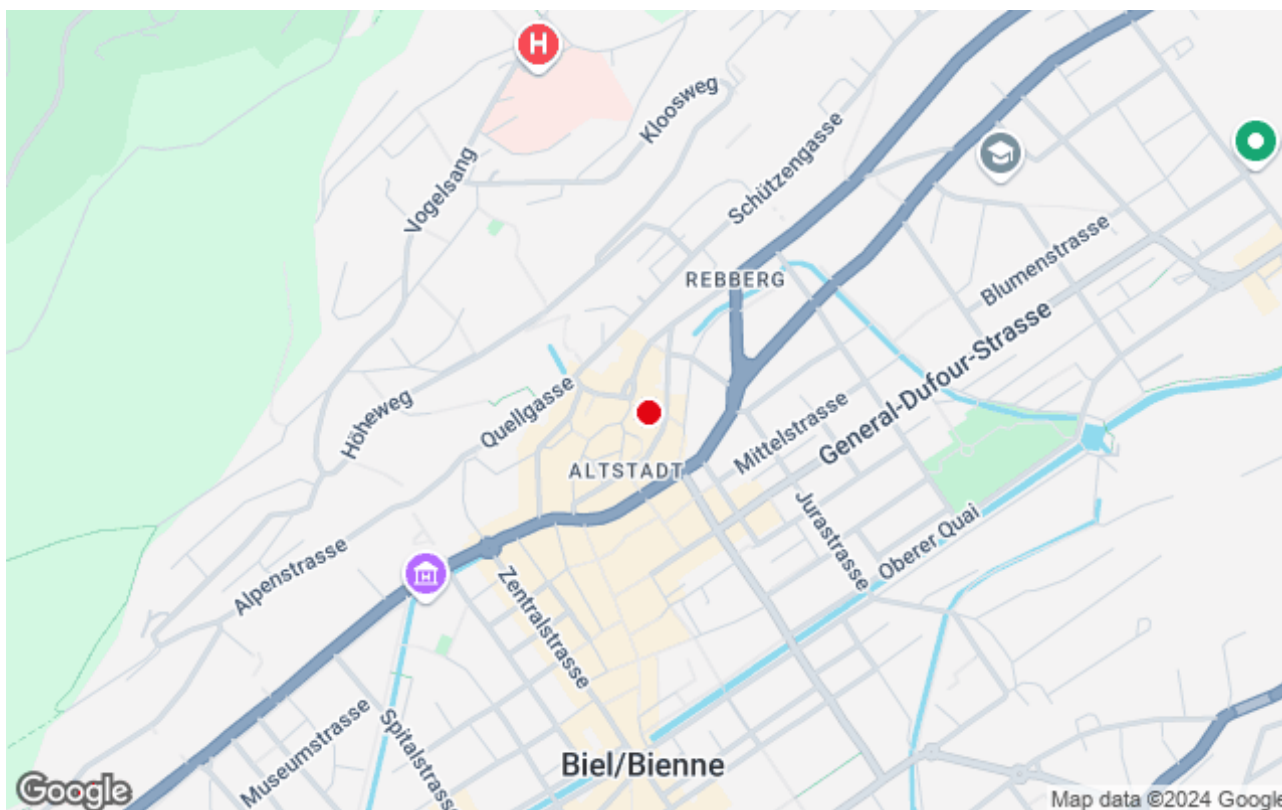 H
Kloosweg
Vogelsang
Schützengasse
REBBERG
Blumenstrasse
General-Dufour-Strasse
Höheweg
Quellgasse
Mittelstrasse
ALTSTADT
Jurastrasse
Oberer Quai
Alpenstrasse
Zentralstrasse
Museumstrasse
Spitalstrasse
Biel/Bienne
Google
Map data ©2024 Google